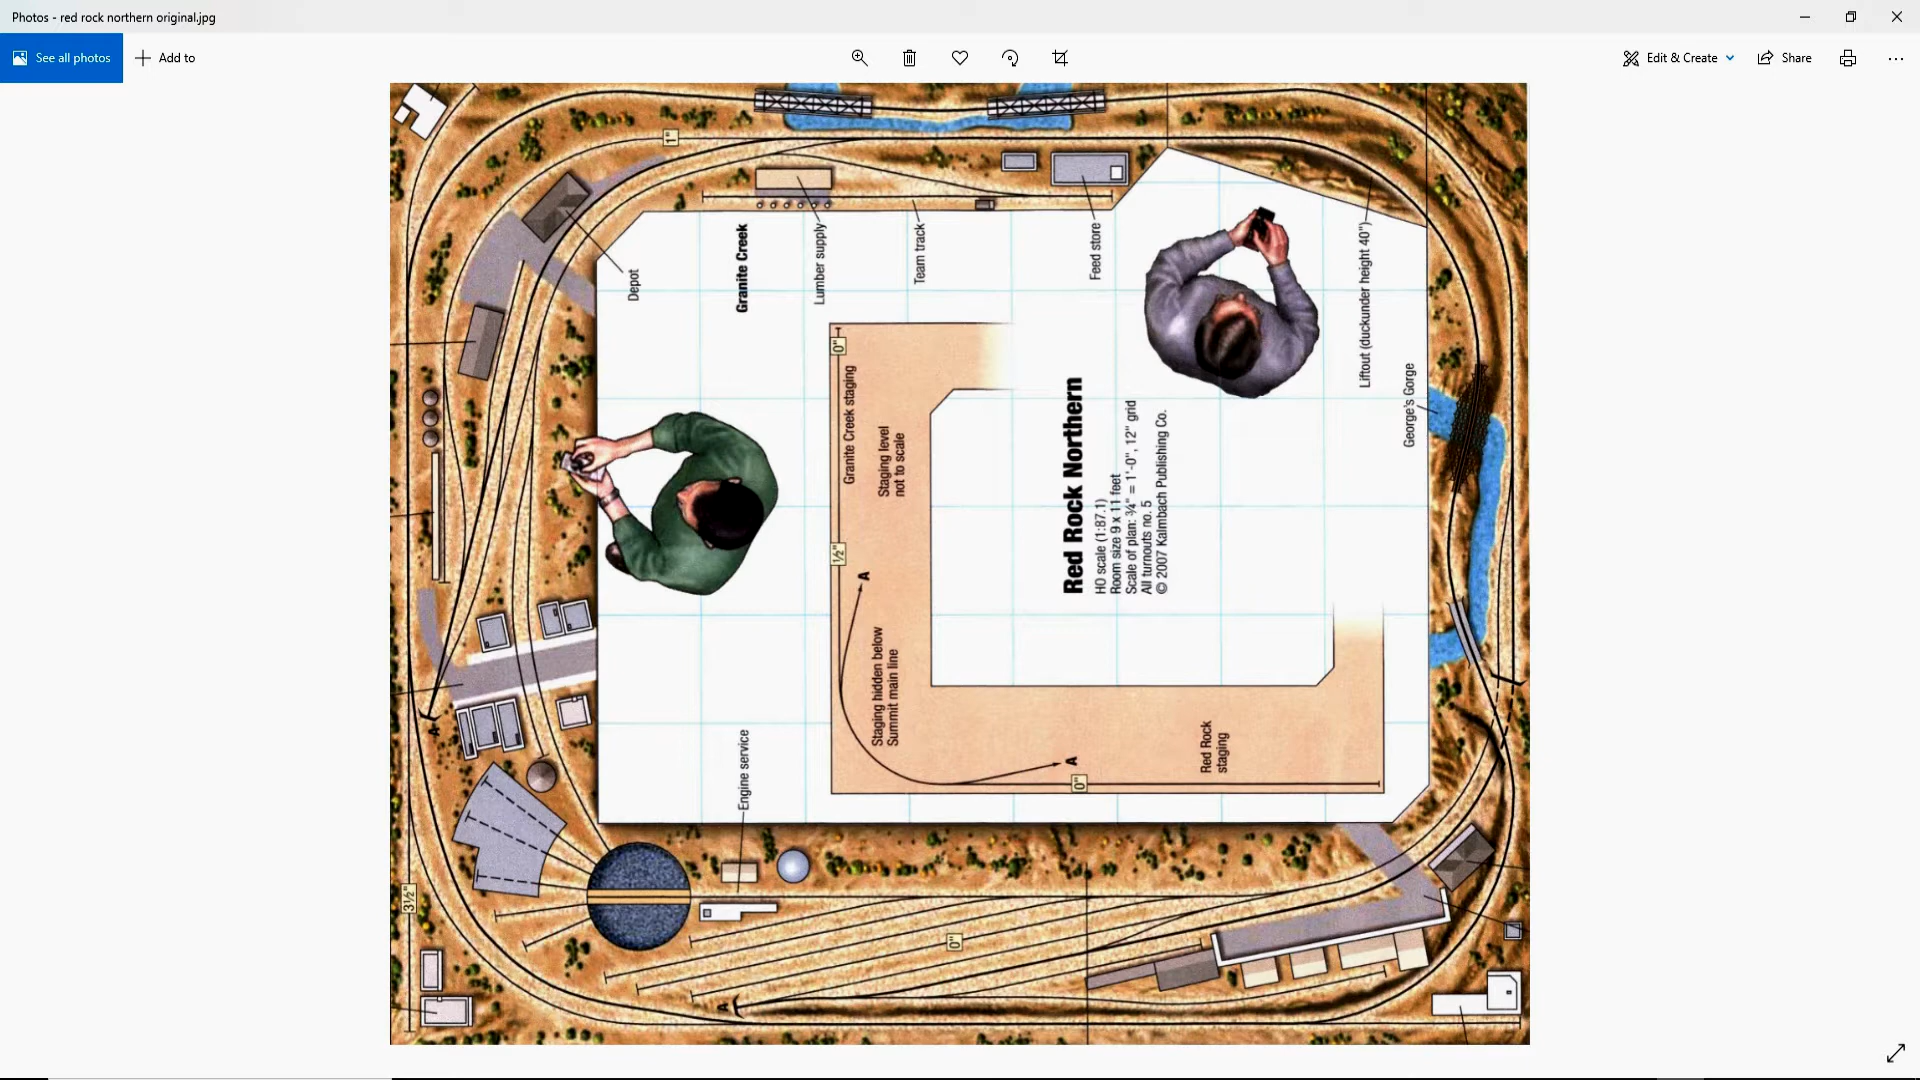 Photos - red rock northern original.jpg
See all photos
Add to
Edit & Create
Share
1"
Depot
Granite Creek
Lumber supply
Team track
Feed store
Liftout (duckunder height 40")
George's Gorge
0"
Granite Creek staging
Staging level
not to scale
½"
A
Staging hidden below
Summit main line
A
0"
Red Rock
staging
Red Rock Northern
HO scale (1:87.1)
Room size 9 x 11 feet
Scale of plan: ¾" = 1'-0", 12" grid
All turnouts no. 5
© 2007 Kalmbach Publishing Co.
A
Engine service
3½"
0"
A